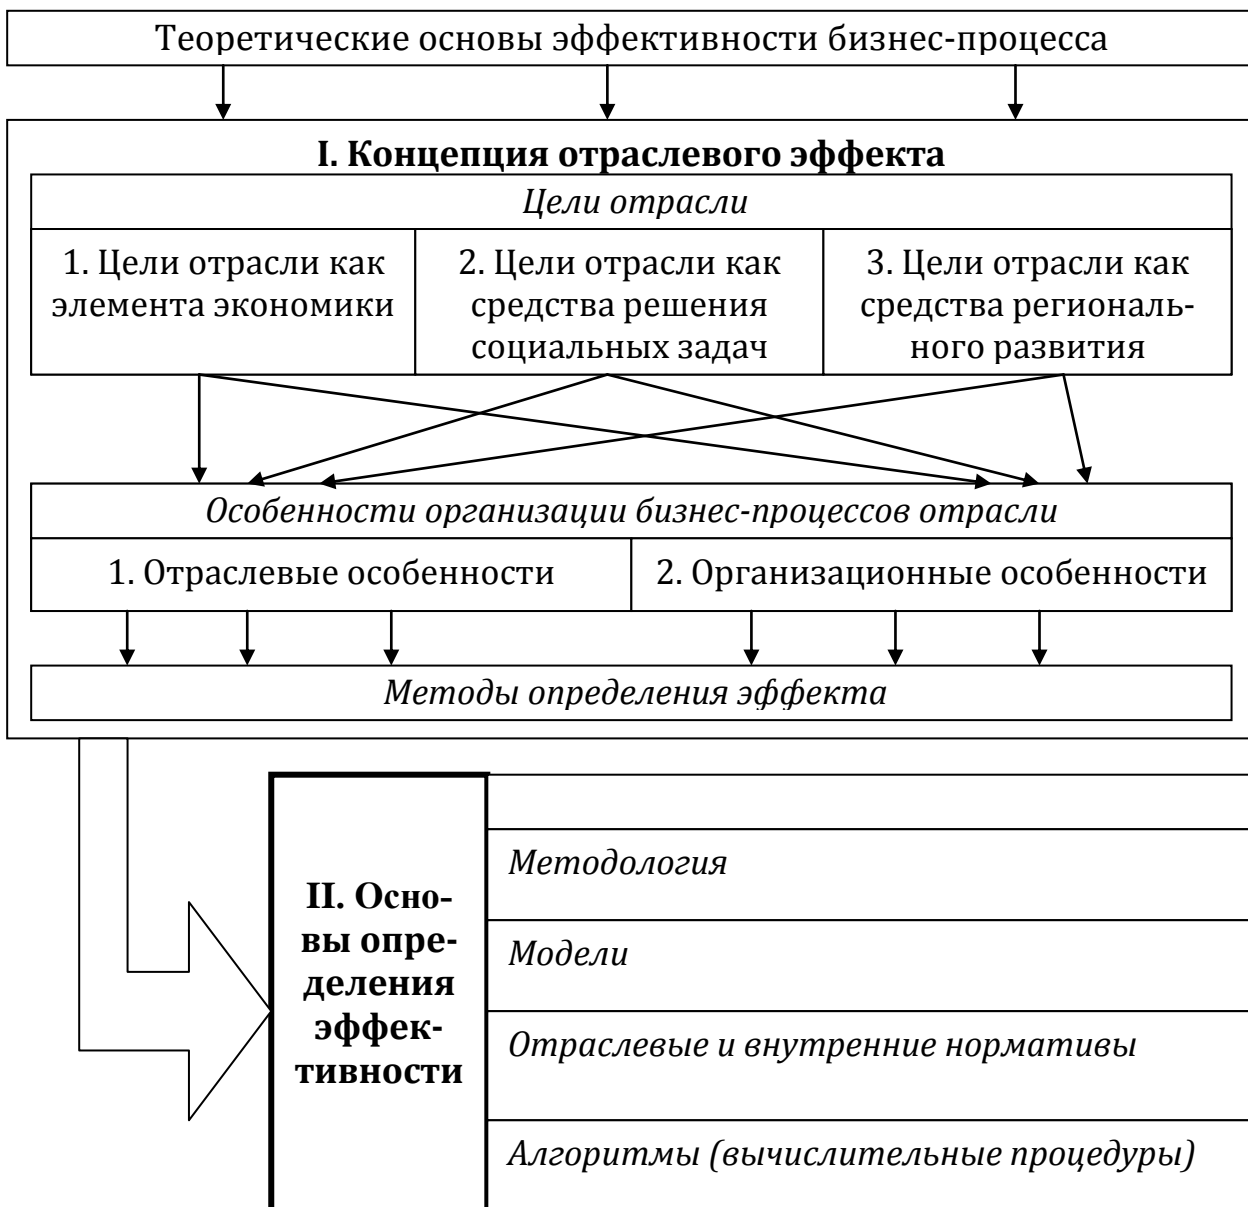 Теоретические основы эффективности бизнес-процесса
I. Концепция отраслевого эффекта
Цели отрасли
1. Цели отрасли как
элемента экономики
2. Цели отрасли как
средства решения
социальных задач
3. Цели отрасли как
средства региональ-
ного развития
Особенности организации бизнес-процессов отрасли
1. Отраслевые особенности
2. Организационные особенности
Методы определения эффекта
II. Осно-
вы опре-
деления
эффек-
тивности
Методология
Модели
Отраслевые и внутренние нормативы
Алгоритмы (вычислительные процедуры)